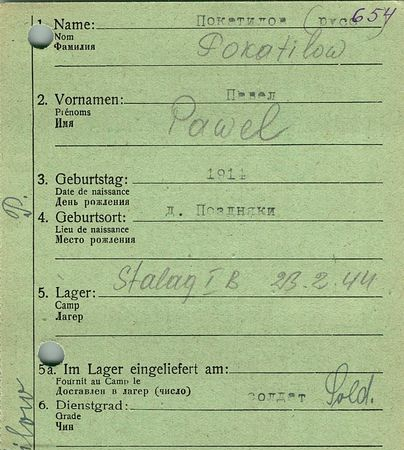 1. Name: Покатилов (русс 654
Nom
Фамилия
Pokatilow
2. Vornamen: Павел
Prénoms
Имя
Pawel
3. Geburtstag: 1911
Date de naissance
День рождения
4. Geburtsort: д. Поздняки
Lieu de naissance
Место рождения
5. Lager: Stalag I B 23.2.44
Camp
Лагерь
5a. Im Lager eingeliefert am:
Fournit au Camp le
Доставлен в лагерь (число)
6. Dienstgrad: солдат Sold.
Grade
Чин
P.
ilow